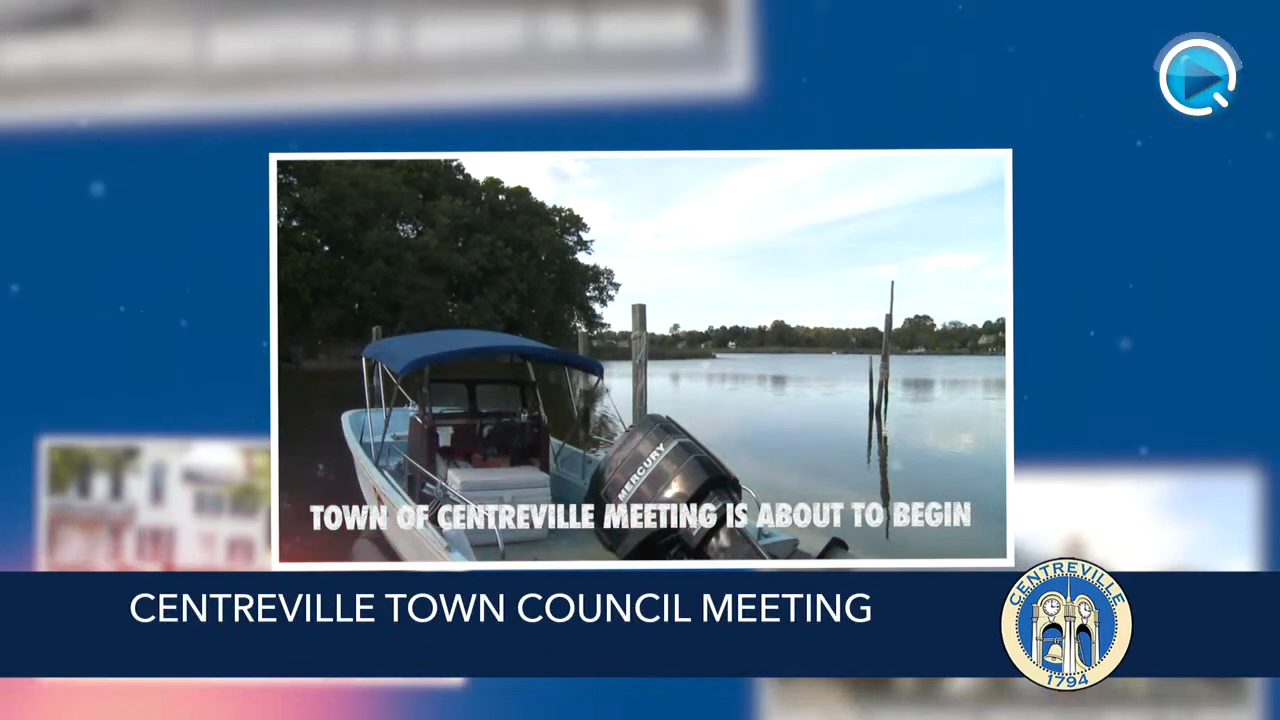 MERCURY
TOWN OF CENTREVILLE MEETING IS ABOUT TO BEGIN
CENTREVILLE TOWN COUNCIL MEETING
CENTREVILLE
1794